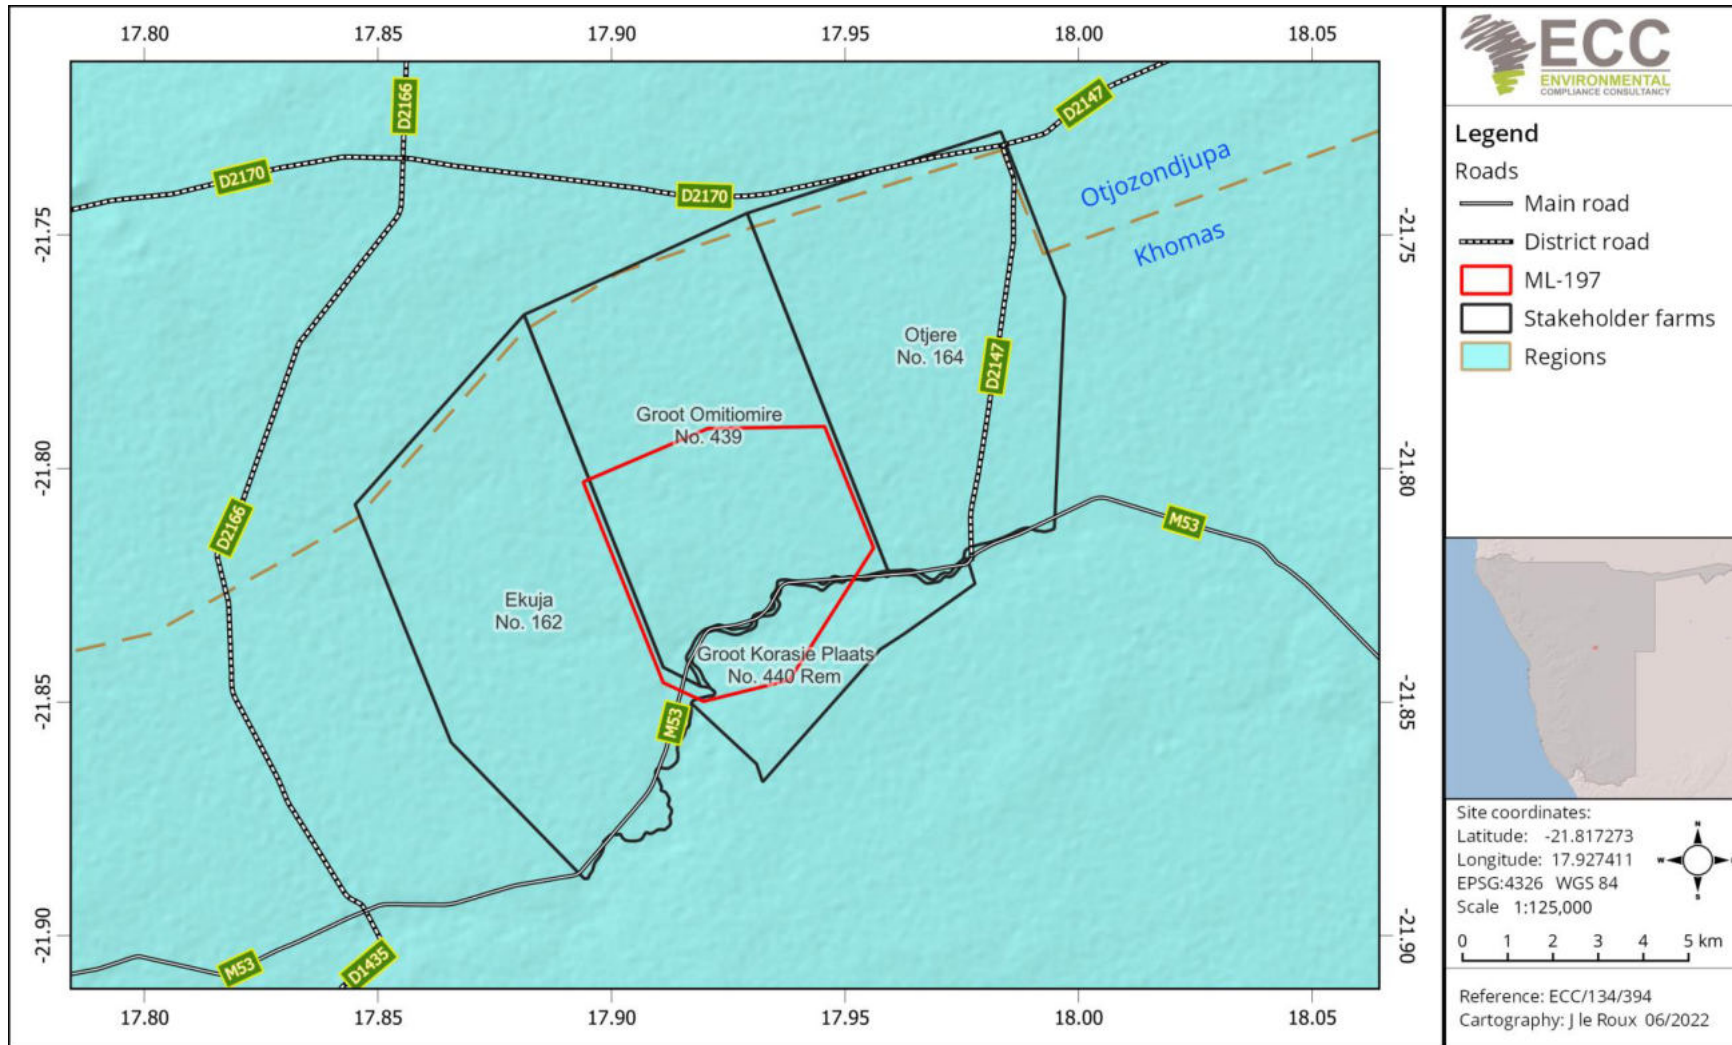 17.80 17.85 17.90 17.95 18.00 18.05
D2166
D2147
D2170
D2170
Otjozondjupa
Khomas
-21.75
-21.75
Otjere
No. 164
D2147
Groot Omitiomire
No. 439
-21.80
-21.80
D2166
M53
Ekuja
No. 162
Groot Korasie Plaats
No. 440 Rem
-21.85
-21.85
M53
-21.90
-21.90
M53
D1435
17.80 17.85 17.90 17.95 18.00 18.05
ECC
ENVIRONMENTAL
COMPLIANCE CONSULTANCY
Legend
Roads
Main road
District road
ML-197
Stakeholder farms
Regions
Site coordinates:
Latitude: -21.817273
Longitude: 17.927411
EPSG:4326 WGS 84
Scale 1:125,000
N
W
S
0 1 2 3 4 5 km
Reference: ECC/134/394
Cartography: J le Roux 06/2022